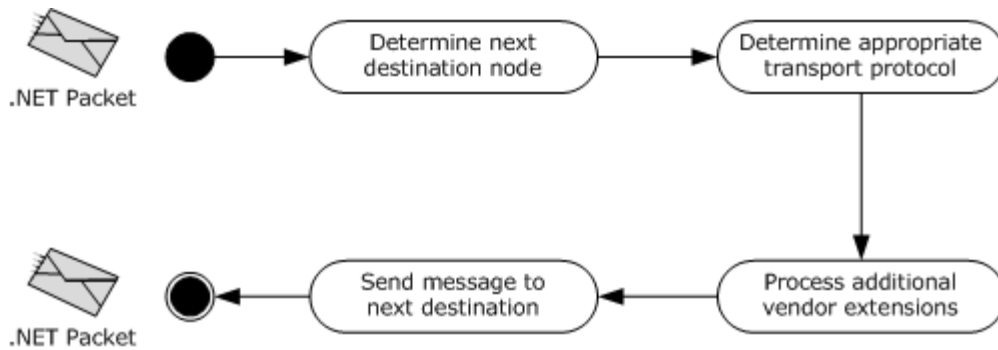 .NET Packet
Determine next
destination node
Determine appropriate
transport protocol
.NET Packet
Send message to
next destination
Process additional
vendor extensions